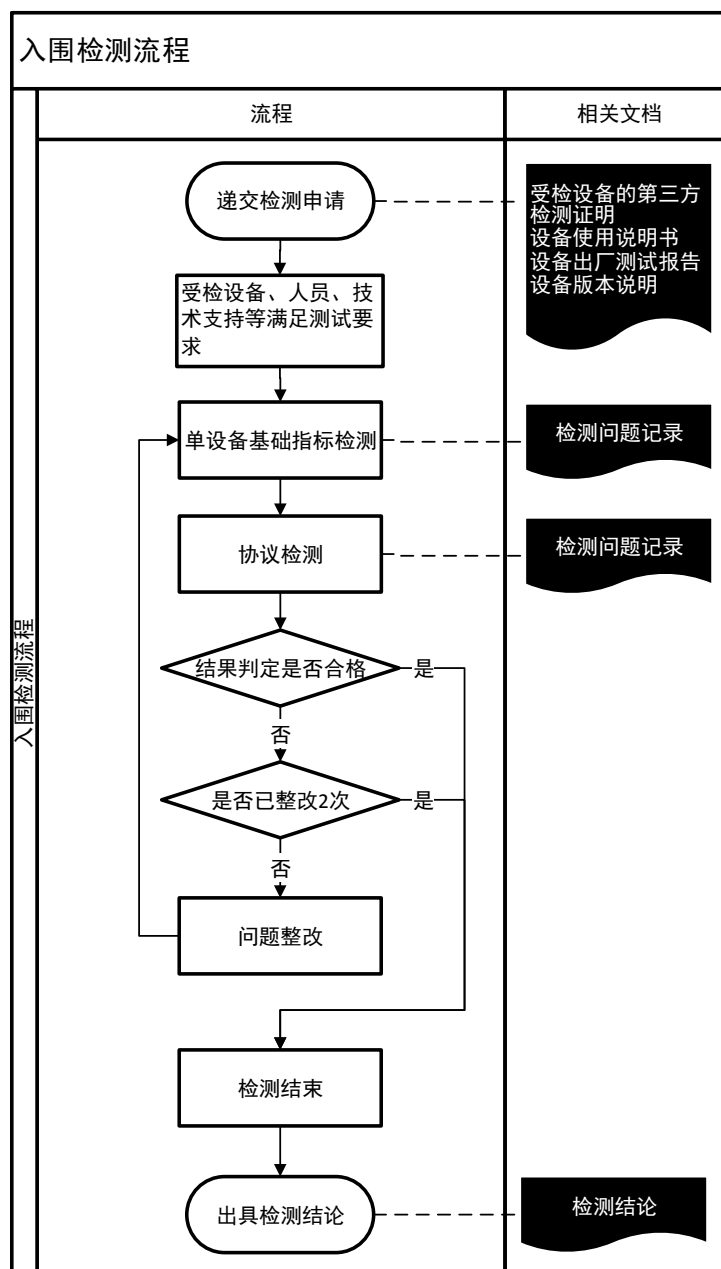 入围检测流程
流程
相关文档
递交检测申请
受检设备的第三方
检测证明
设备使用说明书
设备出厂测试报告
设备版本说明
受检设备、人员、技
术支持等满足测试要
求
单设备基础指标检测
检测问题记录
协议检测
检测问题记录
入围检测流程
结果判定是否合格
是
否
是否已整改2次
是
否
问题整改
检测结束
出具检测结论
检测结论